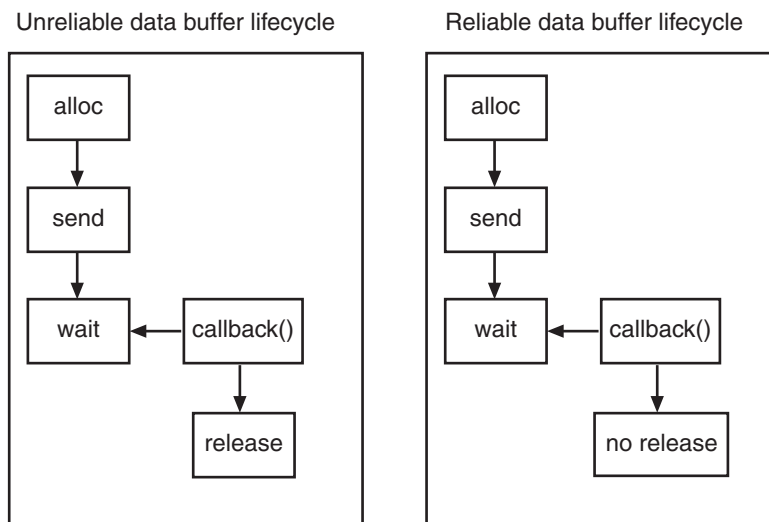 Unreliable data buffer lifecycle
alloc
send
wait
callback()
release
Reliable data buffer lifecycle
alloc
send
wait
callback()
no release